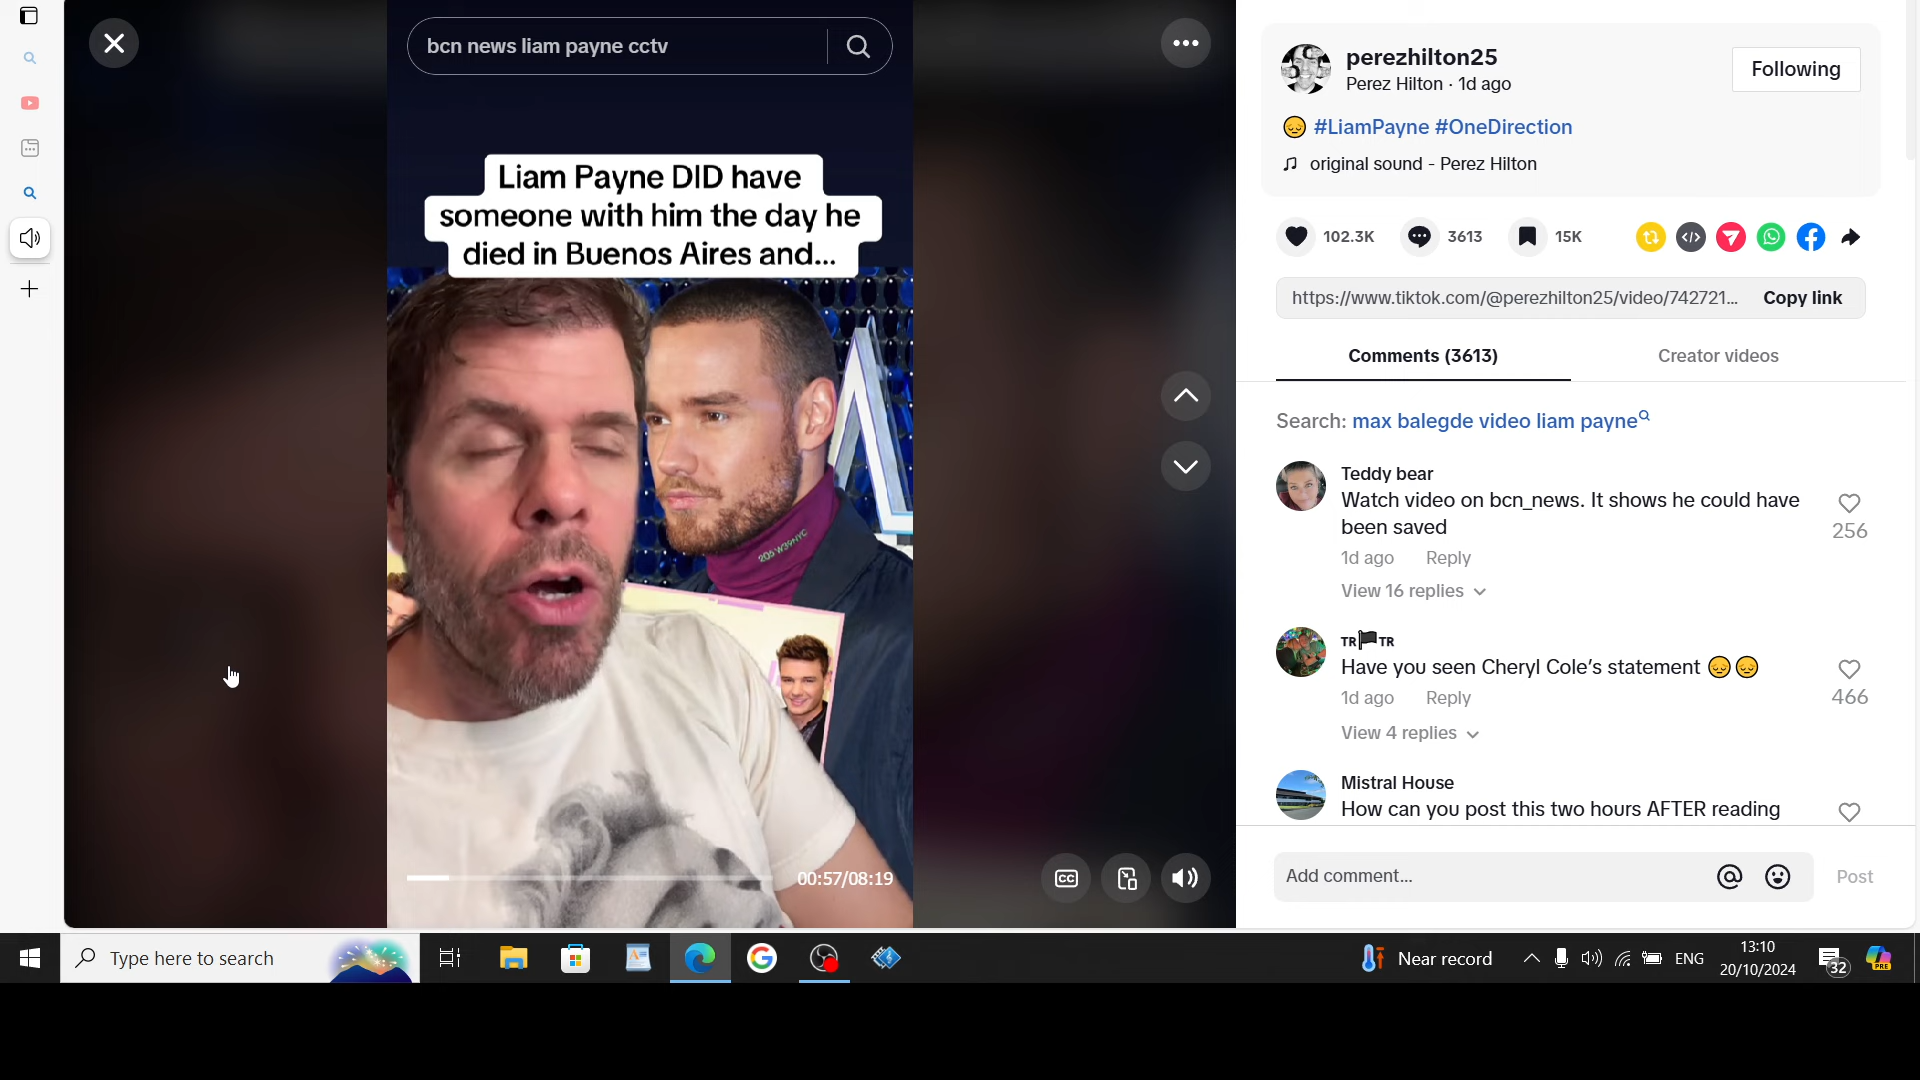 bcn news liam payne cctv
Liam Payne DID have
someone with him the day he
died in Buenos Aires and...
205 W39NYC
00:57/08:19
CC
perezhilton25
Perez Hilton · 1d ago
Following
😔 #LiamPayne #OneDirection
♫ original sound - Perez Hilton
102.3K
3613
15K
https://www.tiktok.com/@perezhilton25/video/742721...
Copy link
Comments (3613)
Creator videos
Search: max balegde video liam payne
Teddy bear
Watch video on bcn_news. It shows he could have
been saved
256
1d ago
Reply
View 16 replies
TR🏴TR
Have you seen Cheryl Cole's statement 😔😔
466
1d ago
Reply
View 4 replies
Mistral House
How can you post this two hours AFTER reading
Add comment...
@
Post
Type here to search
Near record
ENG
13:10
20/10/2024
32
PRE